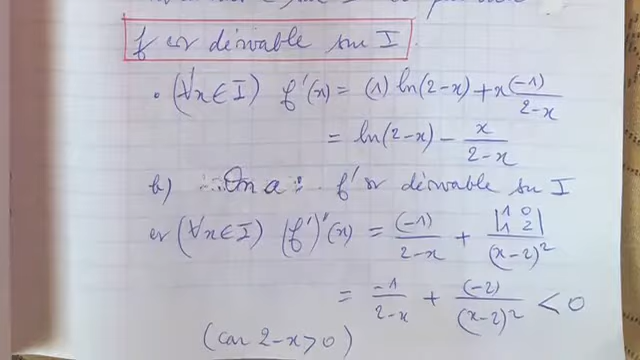 f est dérivable sur I.
• (∀x∈I) f'(x) = (1) ln(2-x) + x (-1)/(2-x)
= ln(2-x) - x/(2-x)
b) On a : f' est dérivable sur I
et (∀x∈I) (f')'(x) = (-1)/(2-x) + |1 0 1 2|/(x-2)²
= -1/(2-x) + (-2)/(x-2)² < 0
(car 2-x>0)